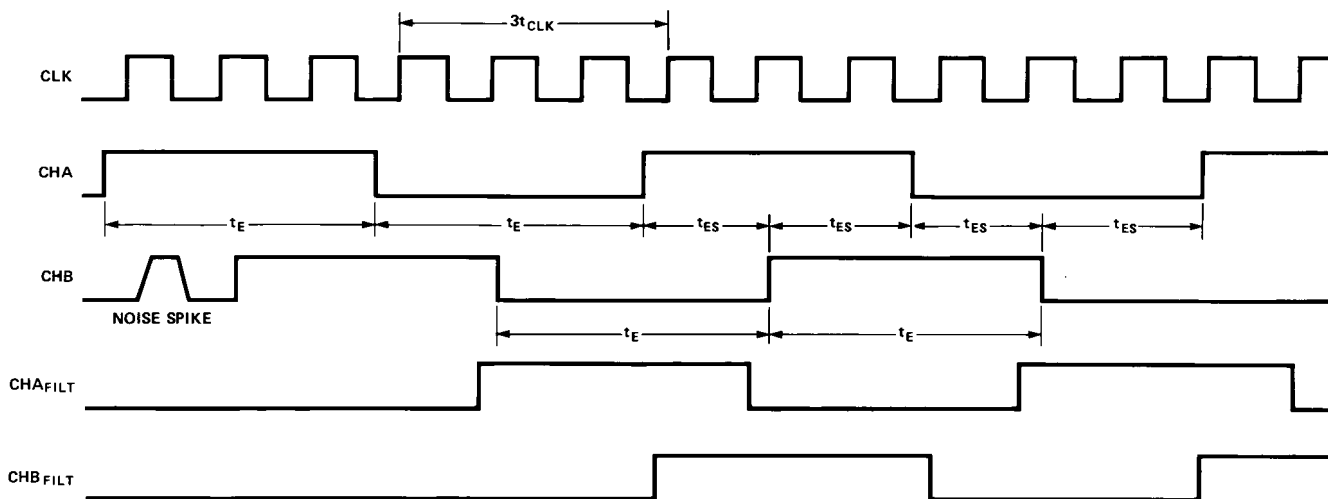 3tCLK
CLK
CHA
tE tE tES tES tES tES
CHB
NOISE SPIKE
tE tE
CHAFILT
CHBFILT